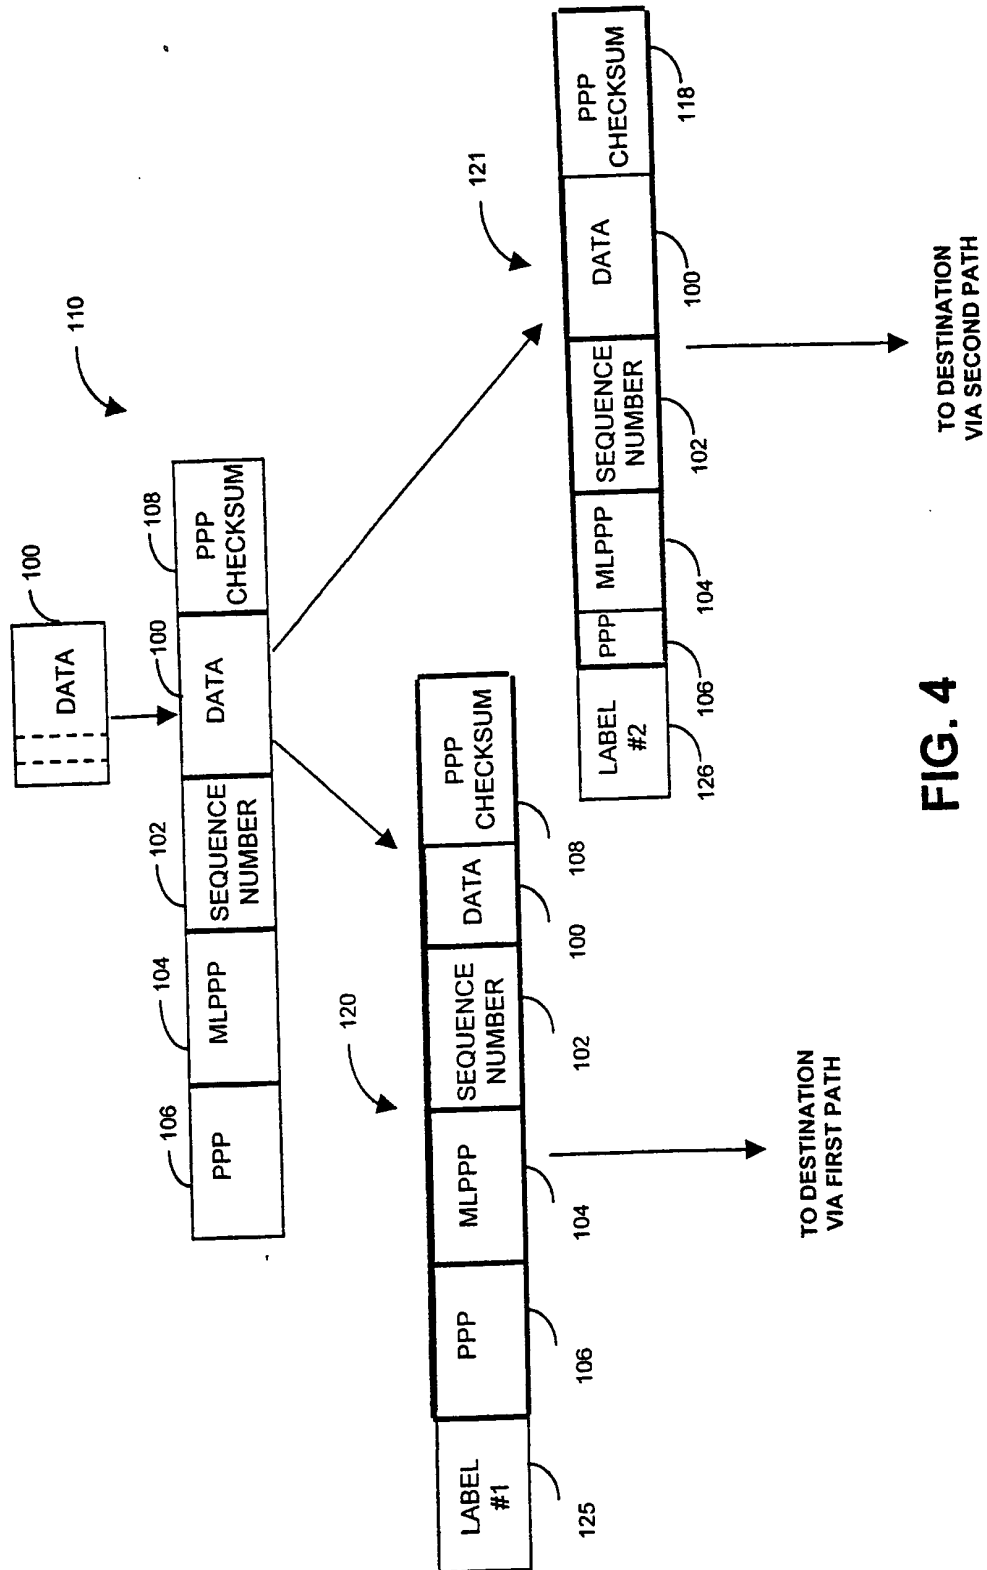 100
DATA
110
106
104
102
100
108
PPP
MLPPP
SEQUENCE
NUMBER
DATA
PPP
CHECKSUM
120
121
LABEL
#1
PPP
MLPPP
SEQUENCE
NUMBER
DATA
PPP
CHECKSUM
125
106
104
102
100
108
LABEL
#2
PPP
MLPPP
SEQUENCE
NUMBER
DATA
PPP
CHECKSUM
126
106
104
102
100
118
TO DESTINATION
VIA FIRST PATH
TO DESTINATION
VIA SECOND PATH
FIG. 4